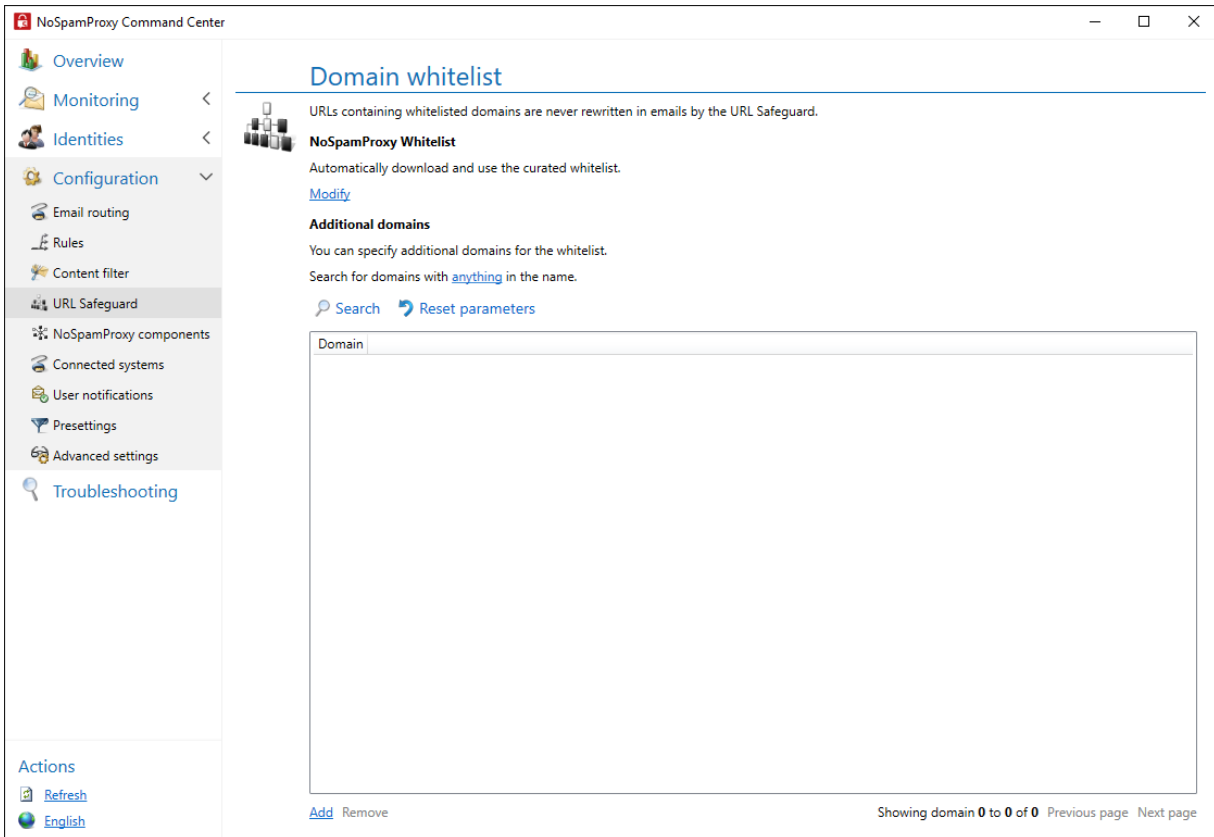 NoSpamProxy Command Center
Overview
Monitoring
Identities
Configuration
Email routing
Rules
Content filter
URL Safeguard
NoSpamProxy components
Connected systems
User notifications
Presettings
Advanced settings
Troubleshooting
Actions
Refresh
English
Domain whitelist
URLs containing whitelisted domains are never rewritten in emails by the URL Safeguard.
NoSpamProxy Whitelist
Automatically download and use the curated whitelist.
Modify
Additional domains
You can specify additional domains for the whitelist.
Search for domains with anything in the name.
Search Reset parameters
Domain
Add Remove Showing domain 0 to 0 of 0 Previous page Next page